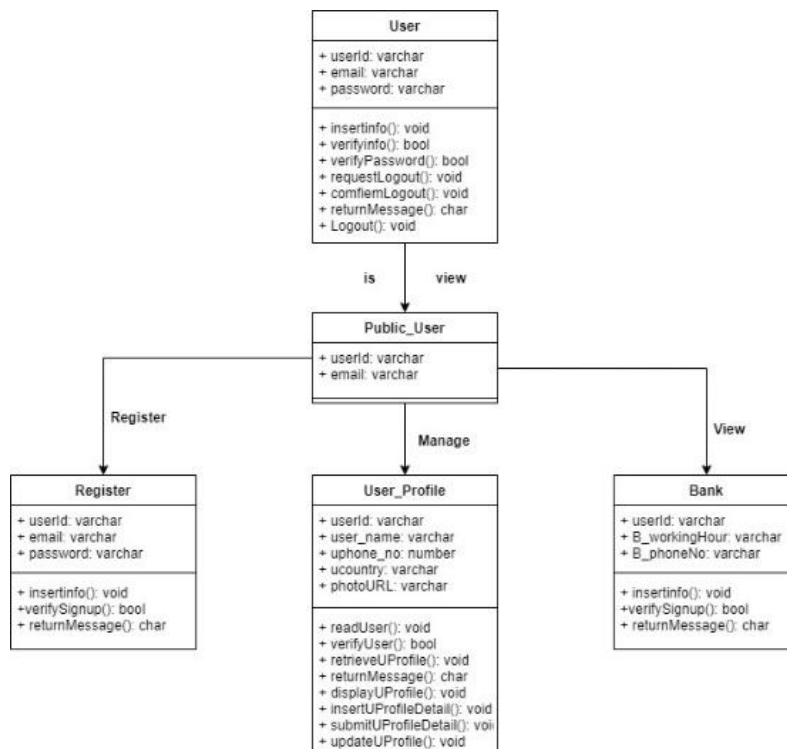 User
+ userId: varchar
+ email: varchar
+ password: varchar
+ insertinfo(): void
+ verifyinfo(): bool
+ verifyPassword(): bool
+ requestLogout(): void
+ comfiemLogout(): void
+ returnMessage(): char
+ Logout(): void
is view
Public_User
+ userId: varchar
+ email: varchar
Register
Manage
View
Register
+ userId: varchar
+ email: varchar
+ password: varchar
+ insertinfo(): void
+verifySignup(): bool
+ returnMessage(): char
User_Profile
+ userId: varchar
+ user_name: varchar
+ uphone_no: number
+ ucountry: varchar
+ photoURL: varchar
+ readUser(): void
+ verifyUser(): bool
+ retrieveUProfile(): void
+ returnMessage(): char
+ displayUProfile(): void
+ insertUProfileDetail(): void
+ submitUProfileDetail(): voi
+ updateUProfile(): void
Bank
+ userId: varchar
+ B_workingHour: varchar
+ B_phoneNo: varchar
+ insertinfo(): void
+verifySignup(): bool
+ returnMessage(): char